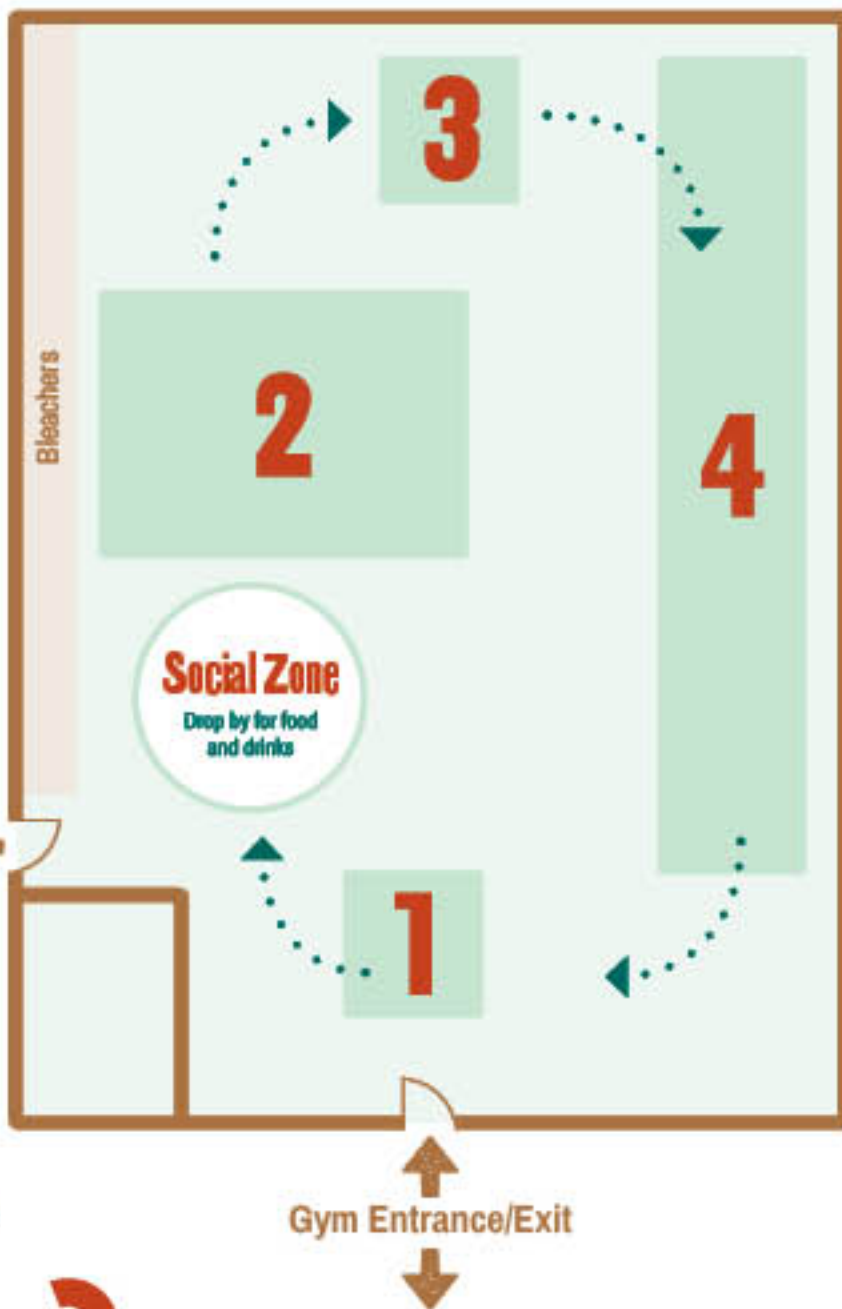 3
2
4
Bleachers
Social Zone
Drop by for food
and drinks
1
Gym Entrance/Exit